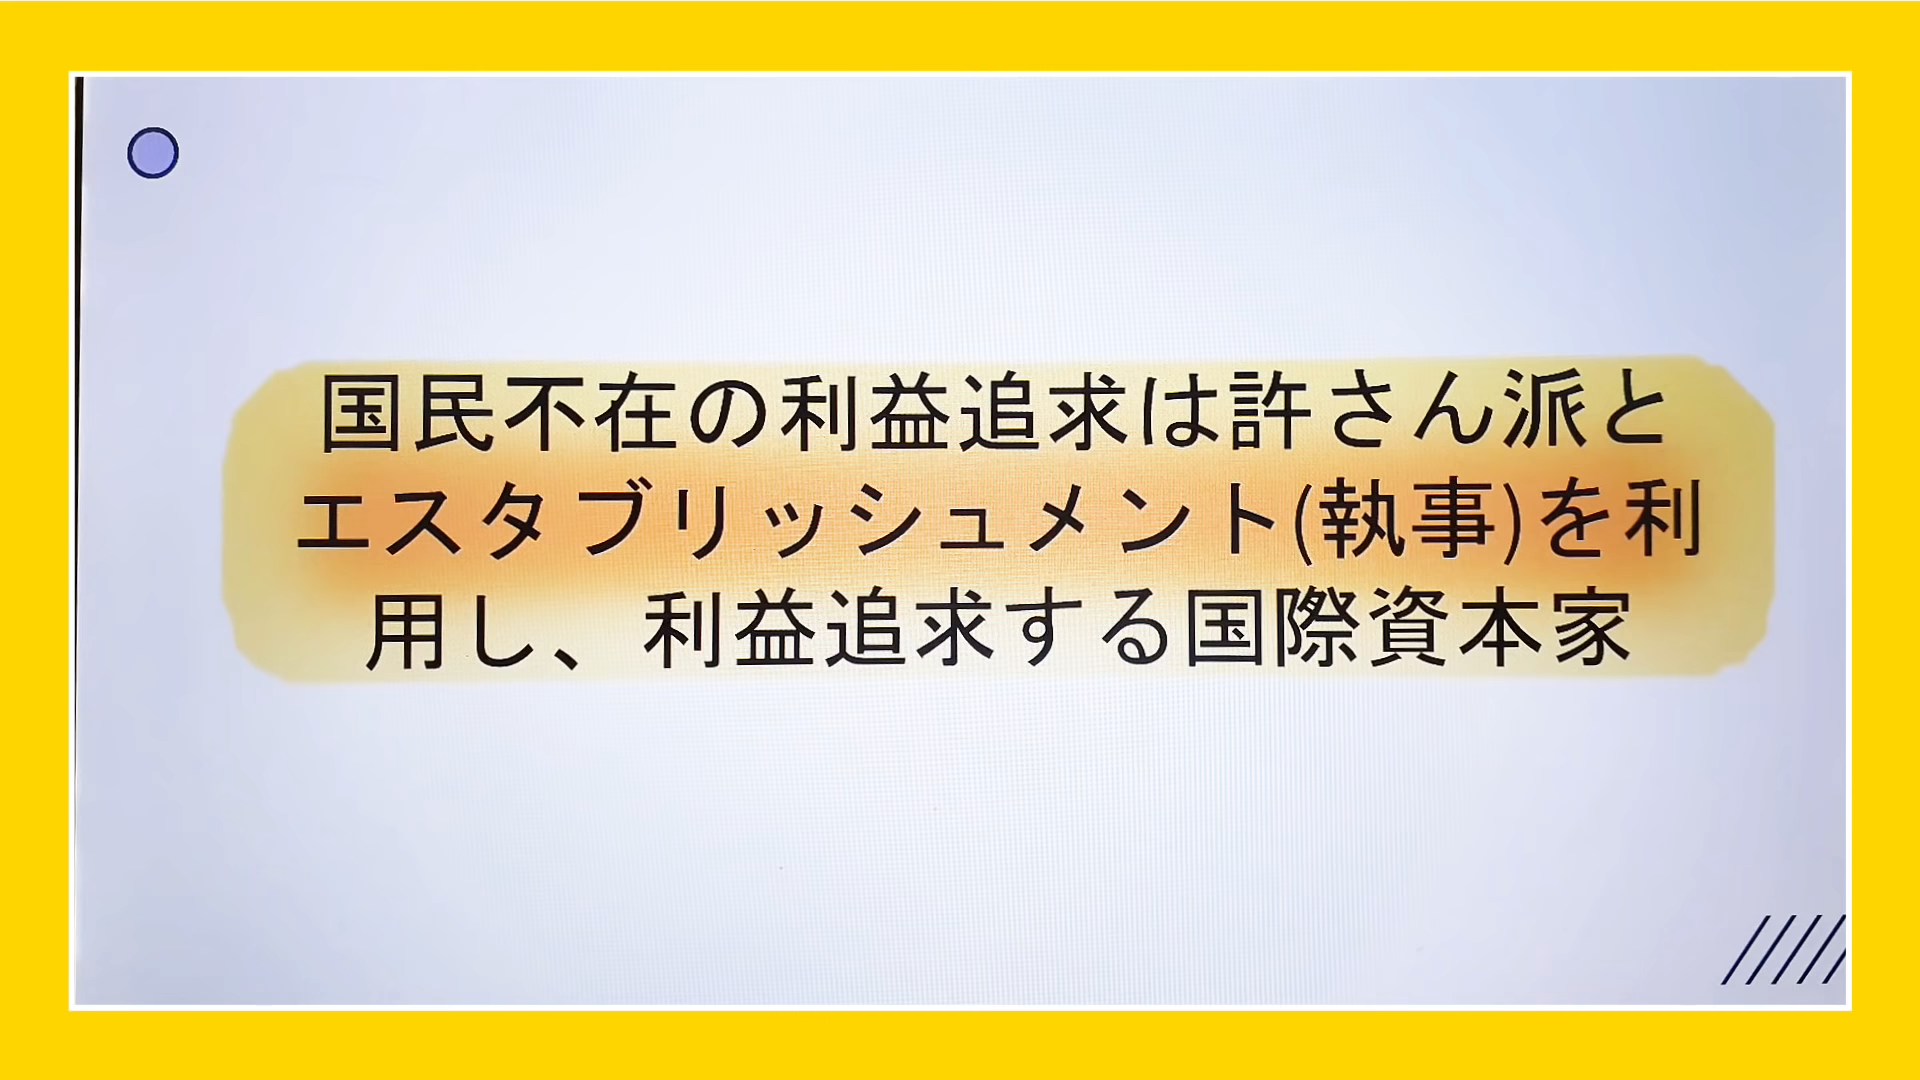 国民不在の利益追求は許さん派と
エスタブリッシュメント(執事)を利
用し、利益追求する国際資本家